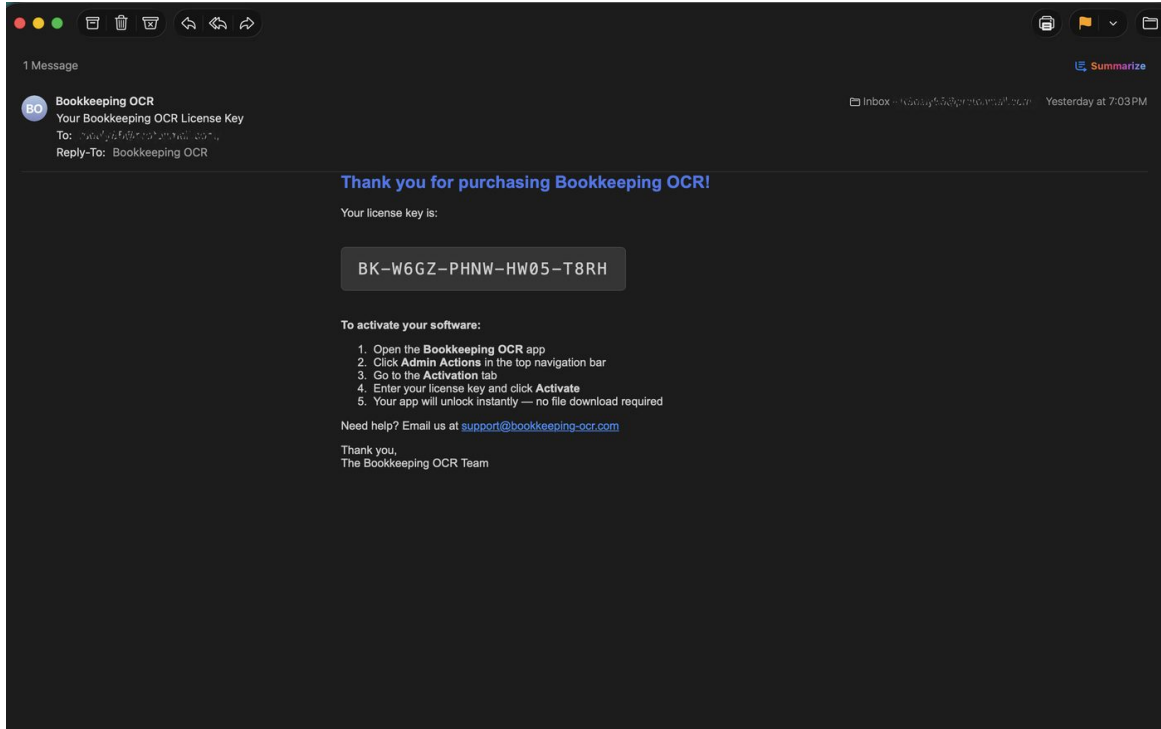 1 Message
Summarize
BO
Bookkeeping OCR
Inbox
Yesterday at 7:03 PM
Your Bookkeeping OCR License Key
To:
Reply-To: Bookkeeping OCR
Thank you for purchasing Bookkeeping OCR!
Your license key is:
BK-W6GZ-PHNW-HW05-T8RH
To activate your software:
1. Open the Bookkeeping OCR app
2. Click Admin Actions in the top navigation bar
3. Go to the Activation tab
4. Enter your license key and click Activate
5. Your app will unlock instantly — no file download required
Need help? Email us at support@bookkeeping-ocr.com
Thank you,
The Bookkeeping OCR Team